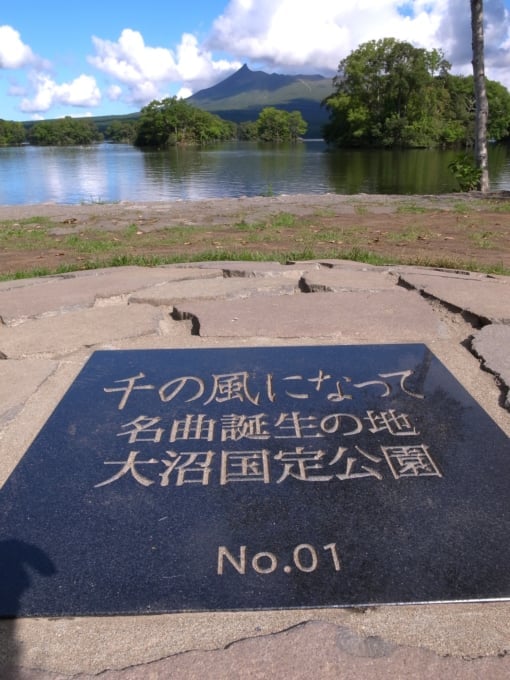 千の風になって
名曲誕生の地
大沼国定公園
No.01